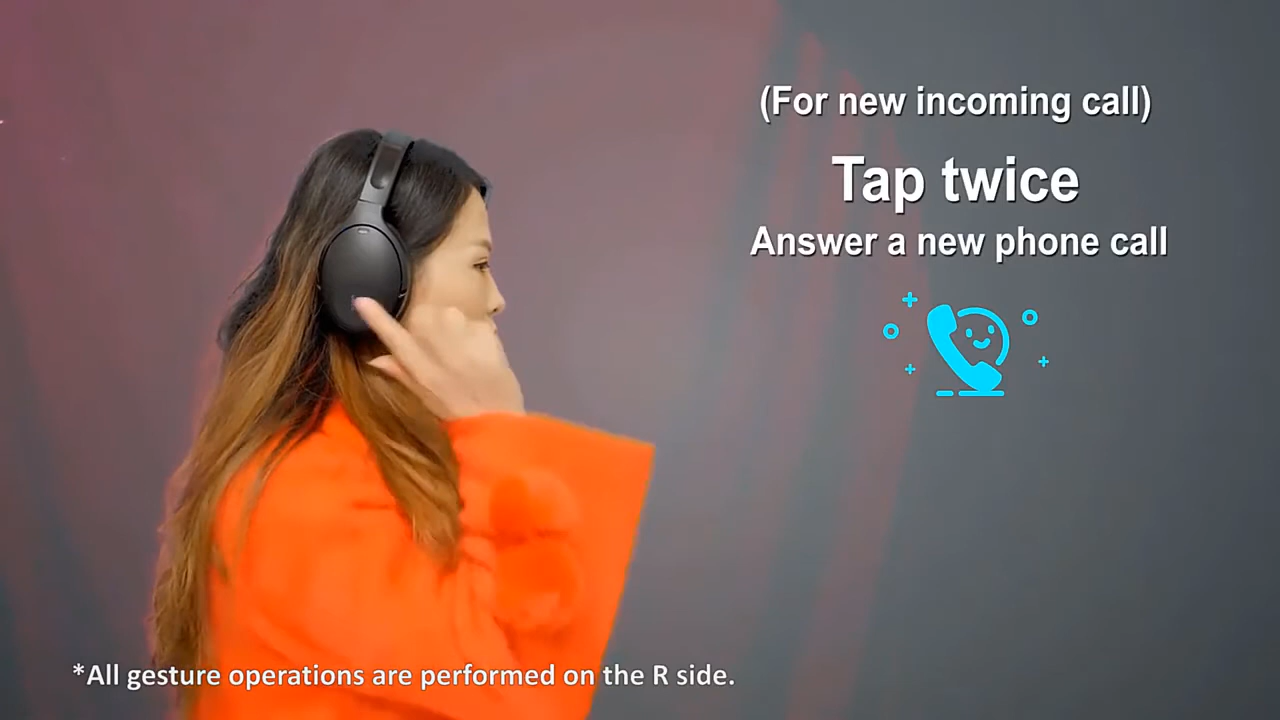 (For new incoming call)
Tap twice
Answer a new phone call
*All gesture operations are performed on the R side.